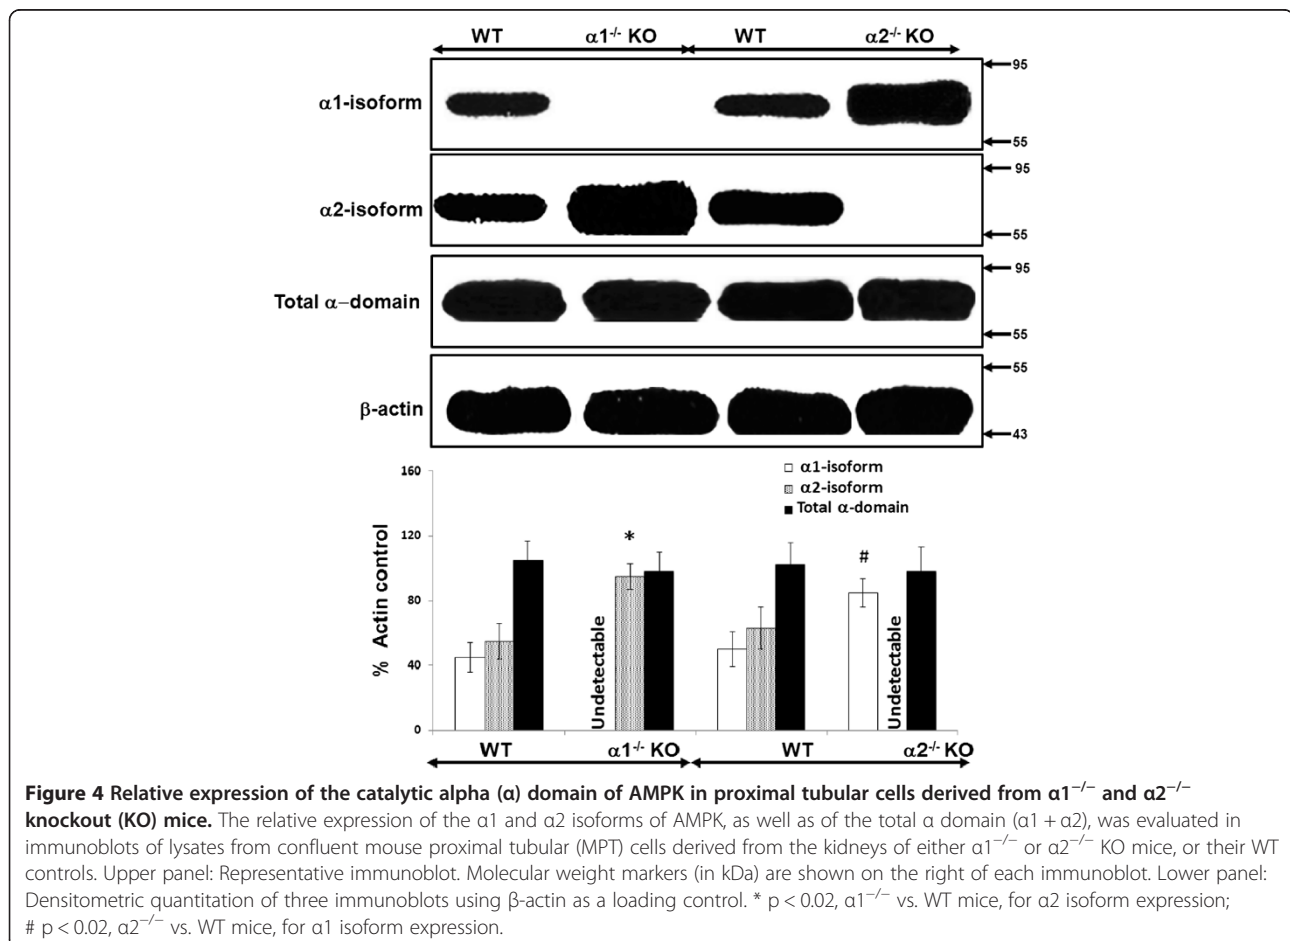 WT α1⁻/⁻ KO WT α2⁻/⁻ KO
α1-isoform
95
55
α2-isoform
95
55
Total α–domain
95
55
β-actin
55
43
% Actin control
160
120
80
40
0
α1-isoform
α2-isoform
Total α-domain
*
#
Undetectable
Undetectable
WT α1⁻/⁻ KO WT α2⁻/⁻ KO
Figure 4 Relative expression of the catalytic alpha (α) domain of AMPK in proximal tubular cells derived from α1⁻/⁻ and α2⁻/⁻
knockout (KO) mice. The relative expression of the α1 and α2 isoforms of AMPK, as well as of the total α domain (α1 + α2), was evaluated in
immunoblots of lysates from confluent mouse proximal tubular (MPT) cells derived from the kidneys of either α1⁻/⁻ or α2⁻/⁻ KO mice, or their WT
controls. Upper panel: Representative immunoblot. Molecular weight markers (in kDa) are shown on the right of each immunoblot. Lower panel:
Densitometric quantitation of three immunoblots using β-actin as a loading control. * p < 0.02, α1⁻/⁻ vs. WT mice, for α2 isoform expression;
# p < 0.02, α2⁻/⁻ vs. WT mice, for α1 isoform expression.